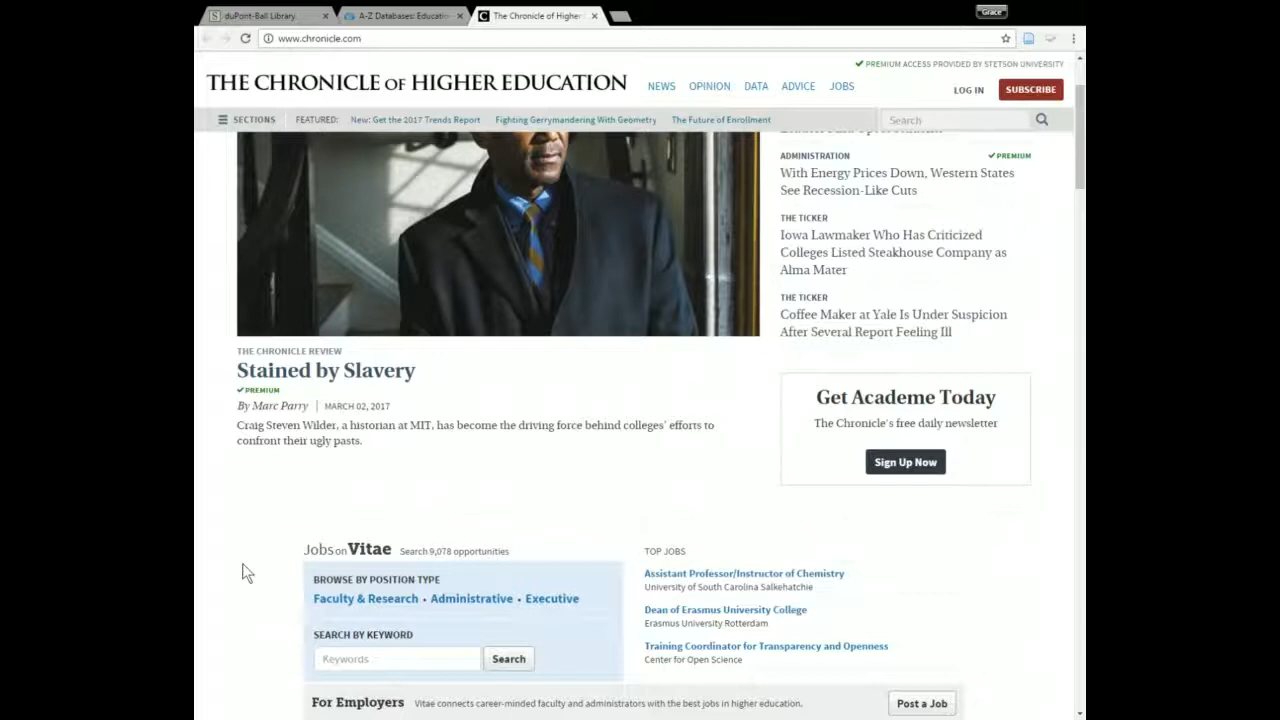 duPont-Ball Library
A-Z Databases: Educatio
The Chronicle of Higher
Grace
www.chronicle.com
PREMIUM ACCESS PROVIDED BY STETSON UNIVERSITY
THE CHRONICLE OF HIGHER EDUCATION
NEWS OPINION DATA ADVICE JOBS
LOG IN
SUBSCRIBE
SECTIONS
FEATURED: New: Get the 2017 Trends Report Fighting Gerrymandering With Geometry The Future of Enrollment
Search
ADMINISTRATION
PREMIUM
With Energy Prices Down, Western States
See Recession-Like Cuts
THE TICKER
Iowa Lawmaker Who Has Criticized
Colleges Listed Steakhouse Company as
Alma Mater
THE TICKER
Coffee Maker at Yale Is Under Suspicion
After Several Report Feeling Ill
THE CHRONICLE REVIEW
Stained by Slavery
PREMIUM
By Marc Parry | MARCH 02, 2017
Craig Steven Wilder, a historian at MIT, has become the driving force behind colleges' efforts to
confront their ugly pasts.
Get Academe Today
The Chronicle's free daily newsletter
Sign Up Now
Jobs on Vitae Search 9,078 opportunities
BROWSE BY POSITION TYPE
Faculty & Research • Administrative • Executive
SEARCH BY KEYWORD
Keywords
Search
TOP JOBS
Assistant Professor/Instructor of Chemistry
University of South Carolina Salkehatchie
Dean of Erasmus University College
Erasmus University Rotterdam
Training Coordinator for Transparency and Openness
Center for Open Science
For Employers Vitae connects career-minded faculty and administrators with the best jobs in higher education.
Post a Job